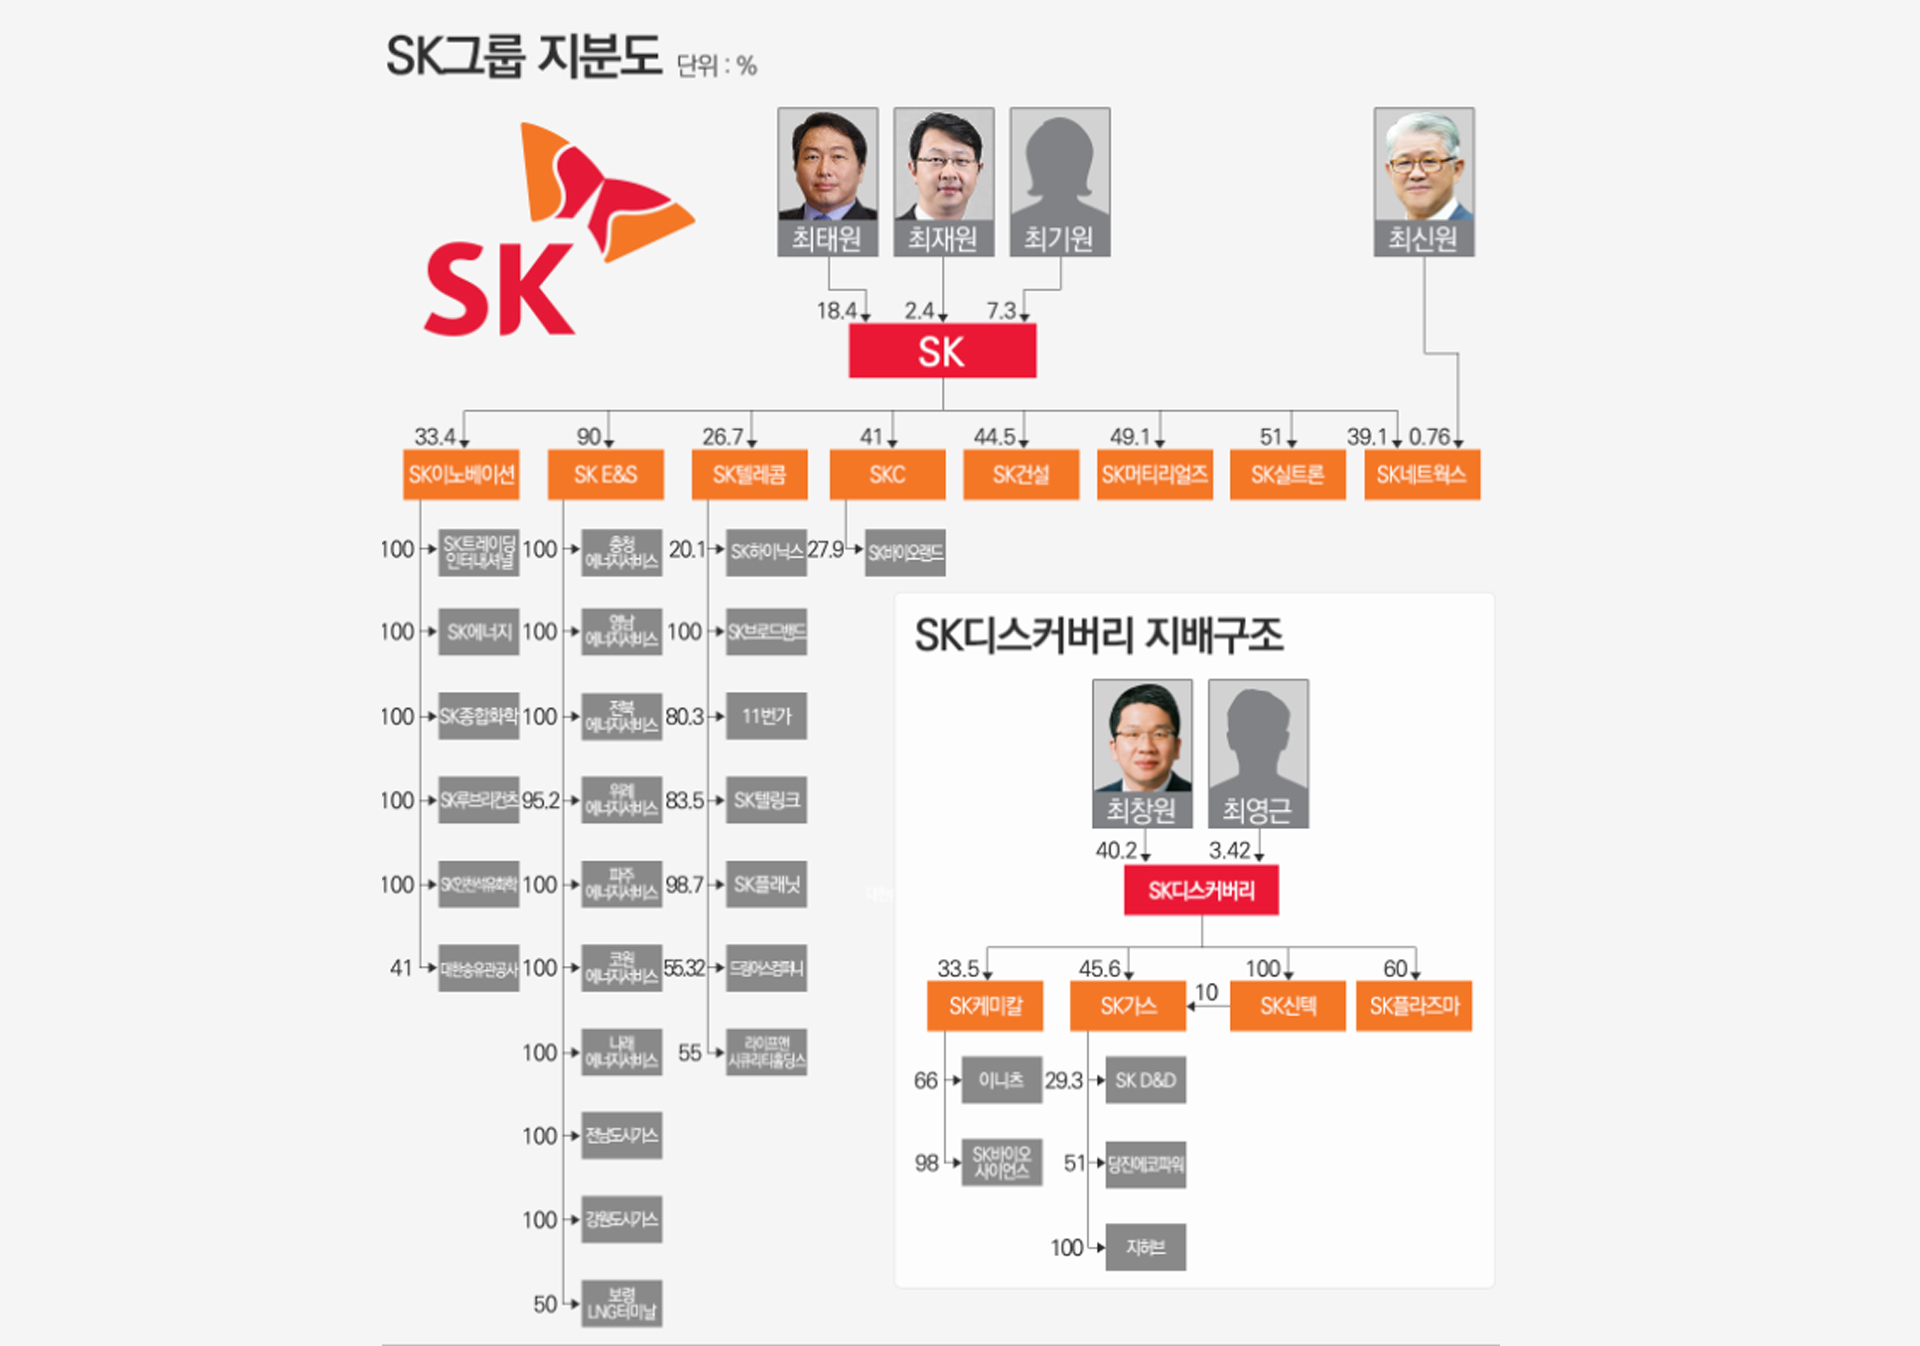 SK그룹 지분도 단위 : %
SK
최태원 최재원 최기원 최신원
18.4 2.4 7.3
SK
33.4 90 26.7 41 44.5 49.1 51 39.1 0.76
SK이노베이션 SK E&S SK텔레콤 SKC SK건설 SK머티리얼즈 SK실트론 SK네트웍스
100 SK트레이딩
인터내셔널
100 SK에너지
100 SK종합화학
100 SK루브리컨츠
100 SK인천석유화학
41 대한송유관공사
100 충청
에너지서비스
100 영남
에너지서비스
100 전북
에너지서비스
95.2 위례
에너지서비스
100 파주
에너지서비스
100 코원
에너지서비스
100 나래
에너지서비스
100 전남도시가스
100 강원도시가스
50 보령
LNG터미날
20.1 SK하이닉스
100 SK브로드밴드
80.3 11번가
83.5 SK텔링크
98.7 SK플래닛
55.32 드림어스컴퍼니
55 라이프앤
시큐리티홀딩스
27.9 SK바이오랜드
SK디스커버리 지배구조
최창원 최영근
40.2 3.42
SK디스커버리
33.5 45.6 100 60
SK케미칼 SK가스 10 SK신텍 SK플라즈마
66 이니츠
98 SK바이오
사이언스
29.3 SK D&D
51 당진에코파워
100 지허브